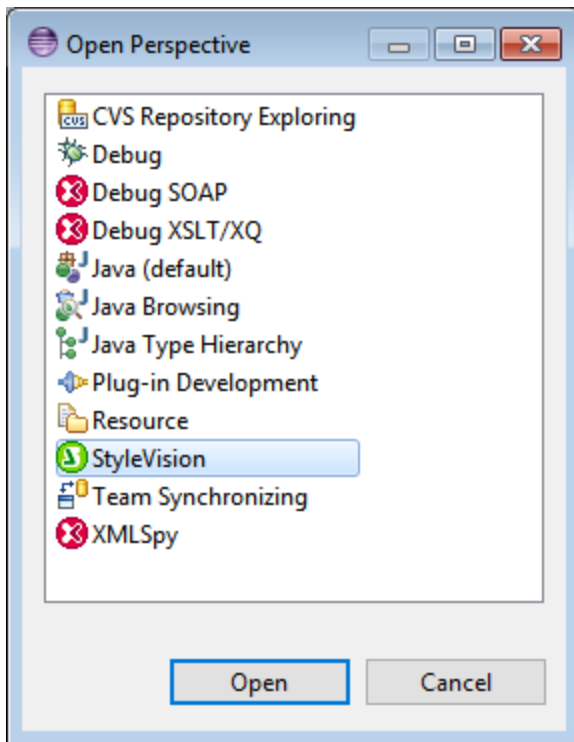 Open Perspective
CVS Repository Exploring
Debug
Debug SOAP
Debug XSLT/XQ
Java (default)
Java Browsing
Java Type Hierarchy
Plug-in Development
Resource
StyleVision
Team Synchronizing
XMLSpy
Open Cancel